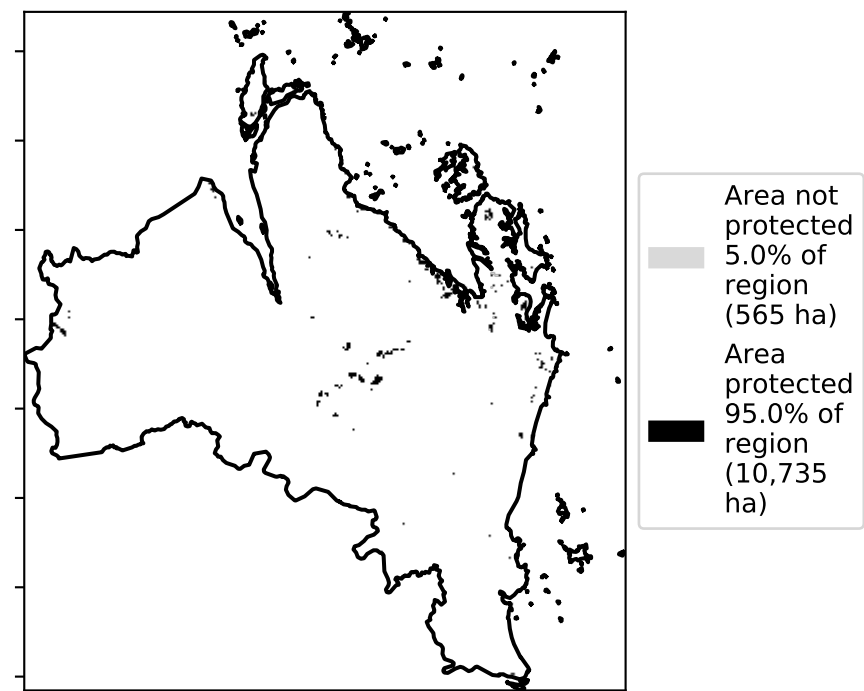 Area not
protected
5.0% of
region
(565 ha)
Area
protected
95.0% of
region
(10,735
ha)